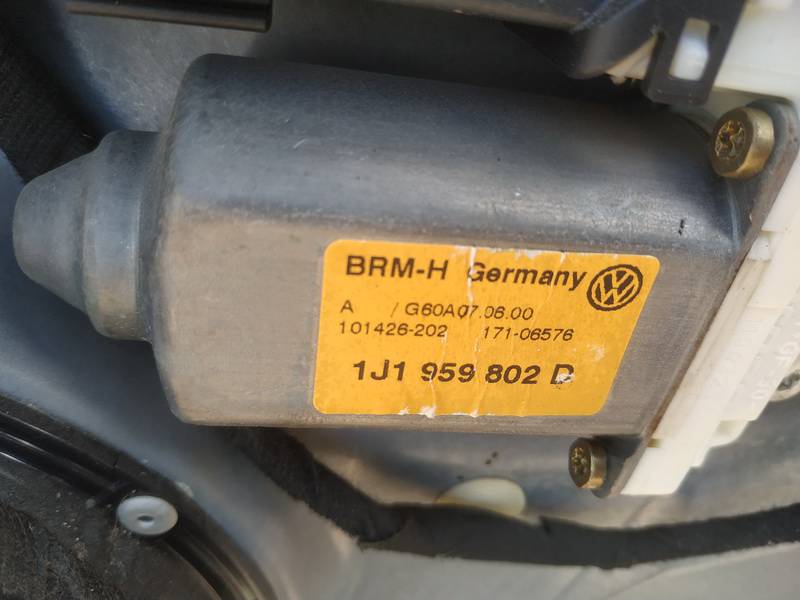 BRM-H Germany
A / G60A07.06.00
101426-202 171-06576
1J1 959 802 D